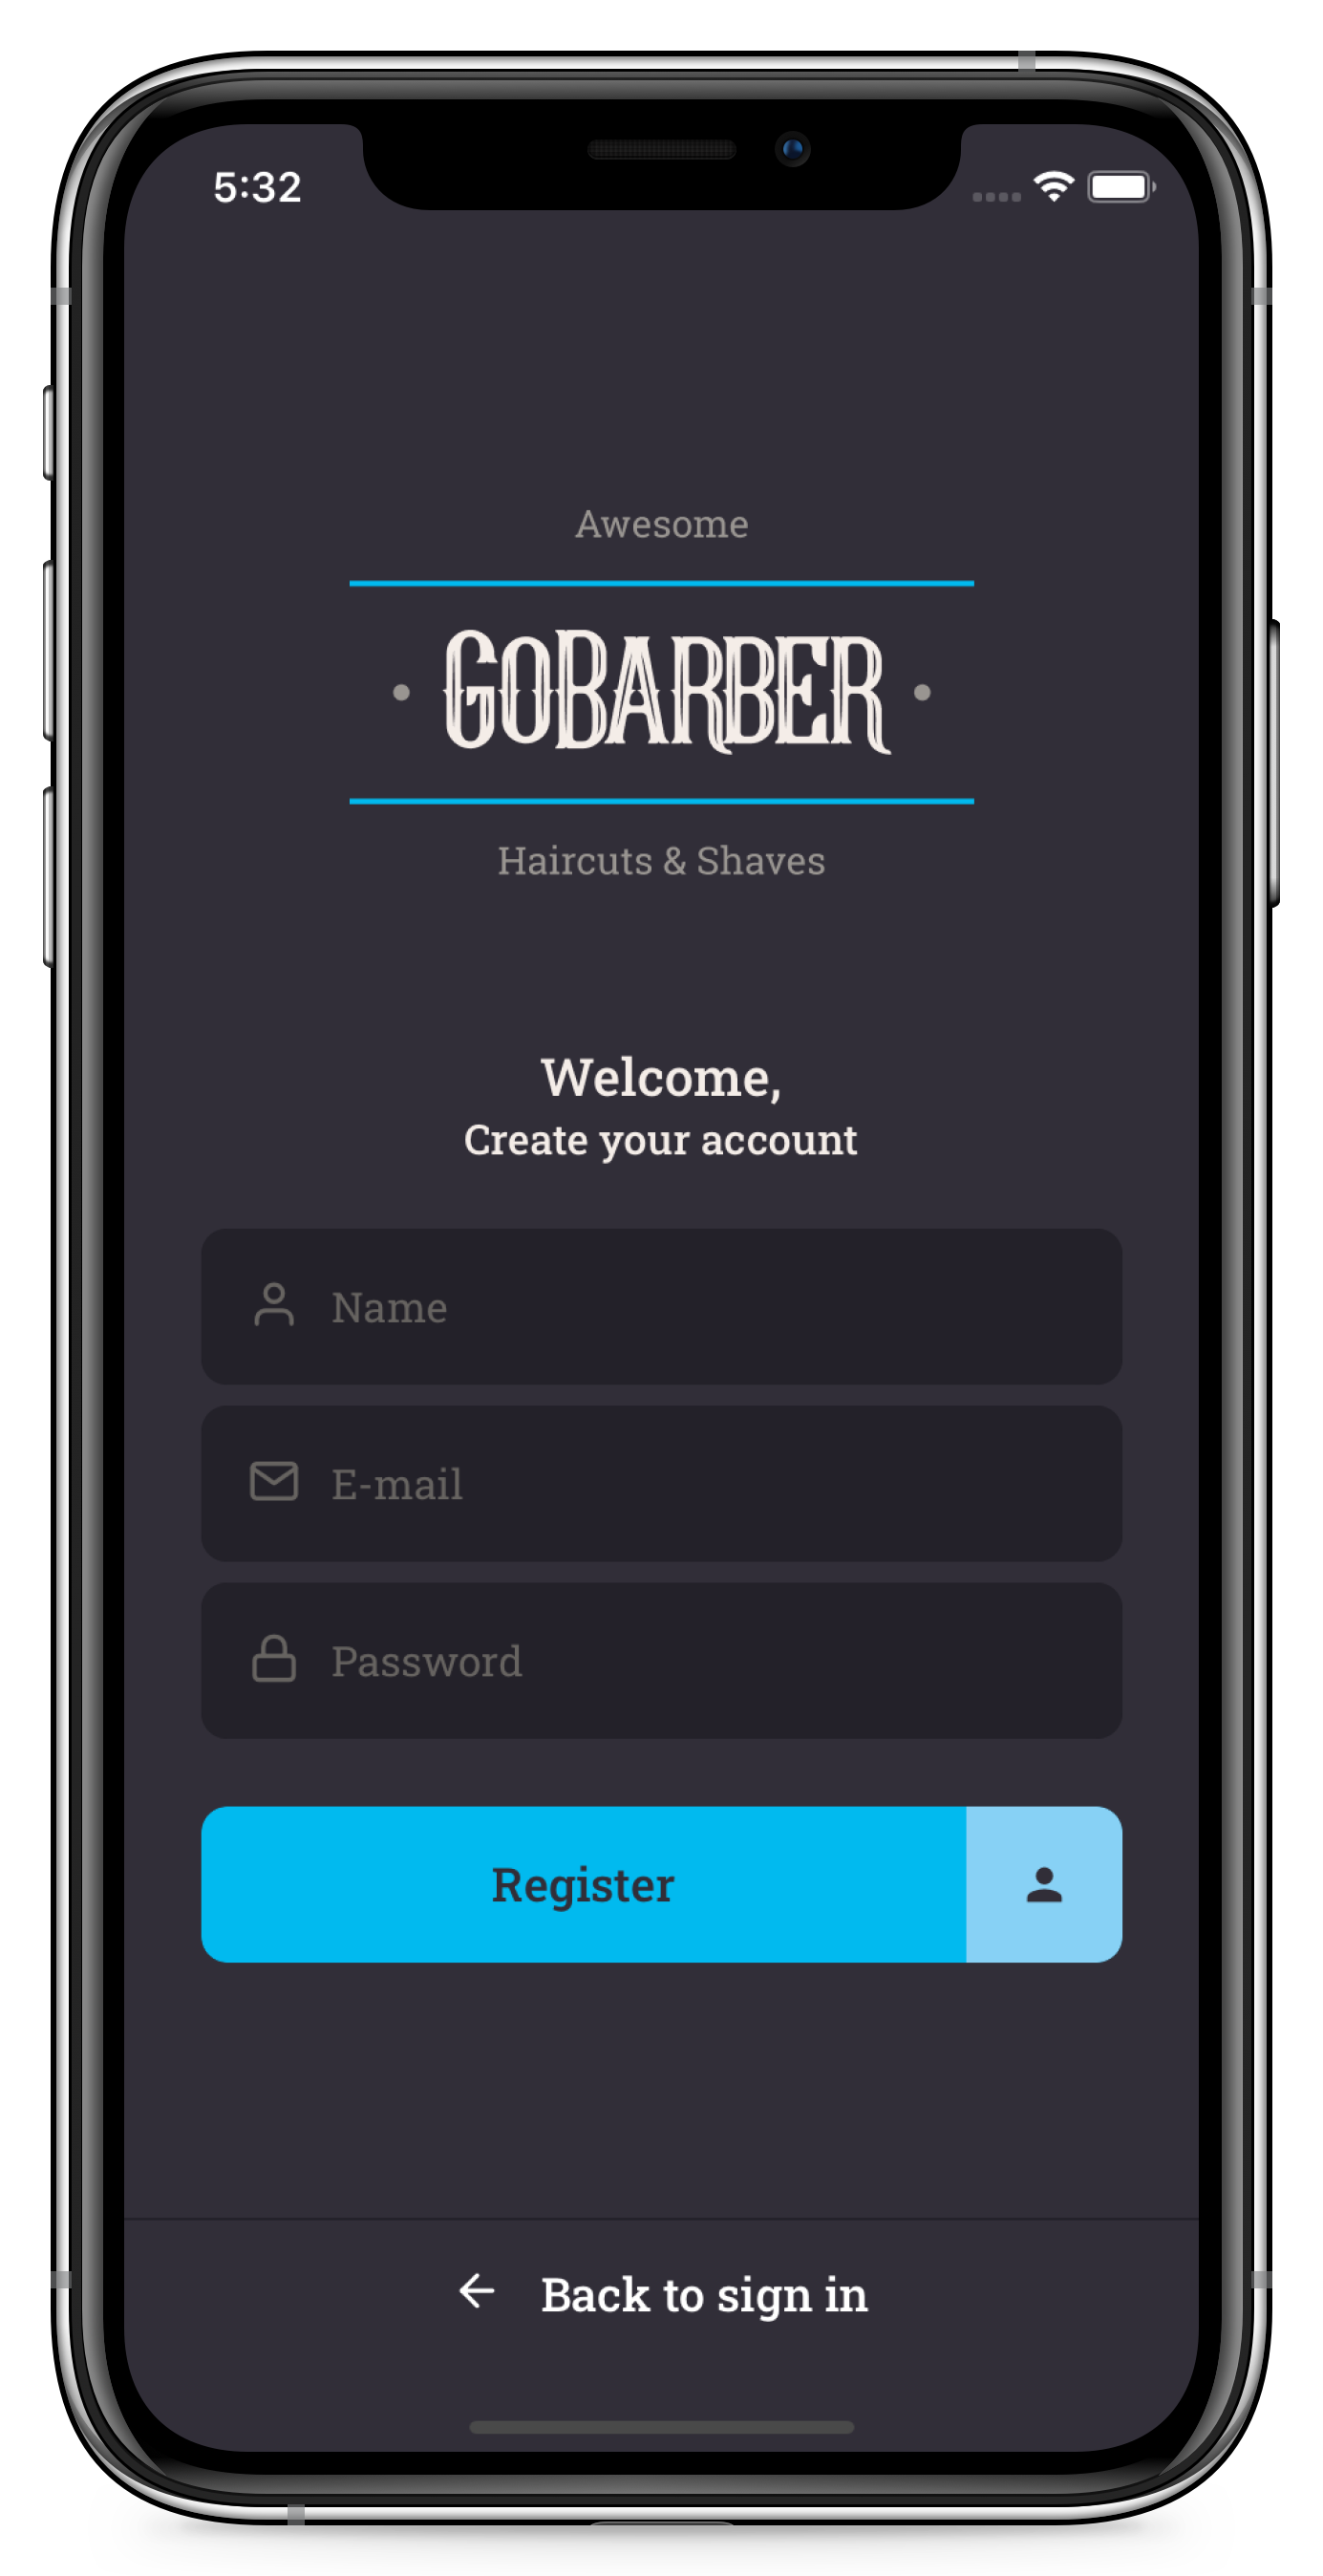 5:32
Awesome
GOBARBER
Haircuts & Shaves
Welcome,
Create your account
Name
E-mail
Password
Register
Back to sign in